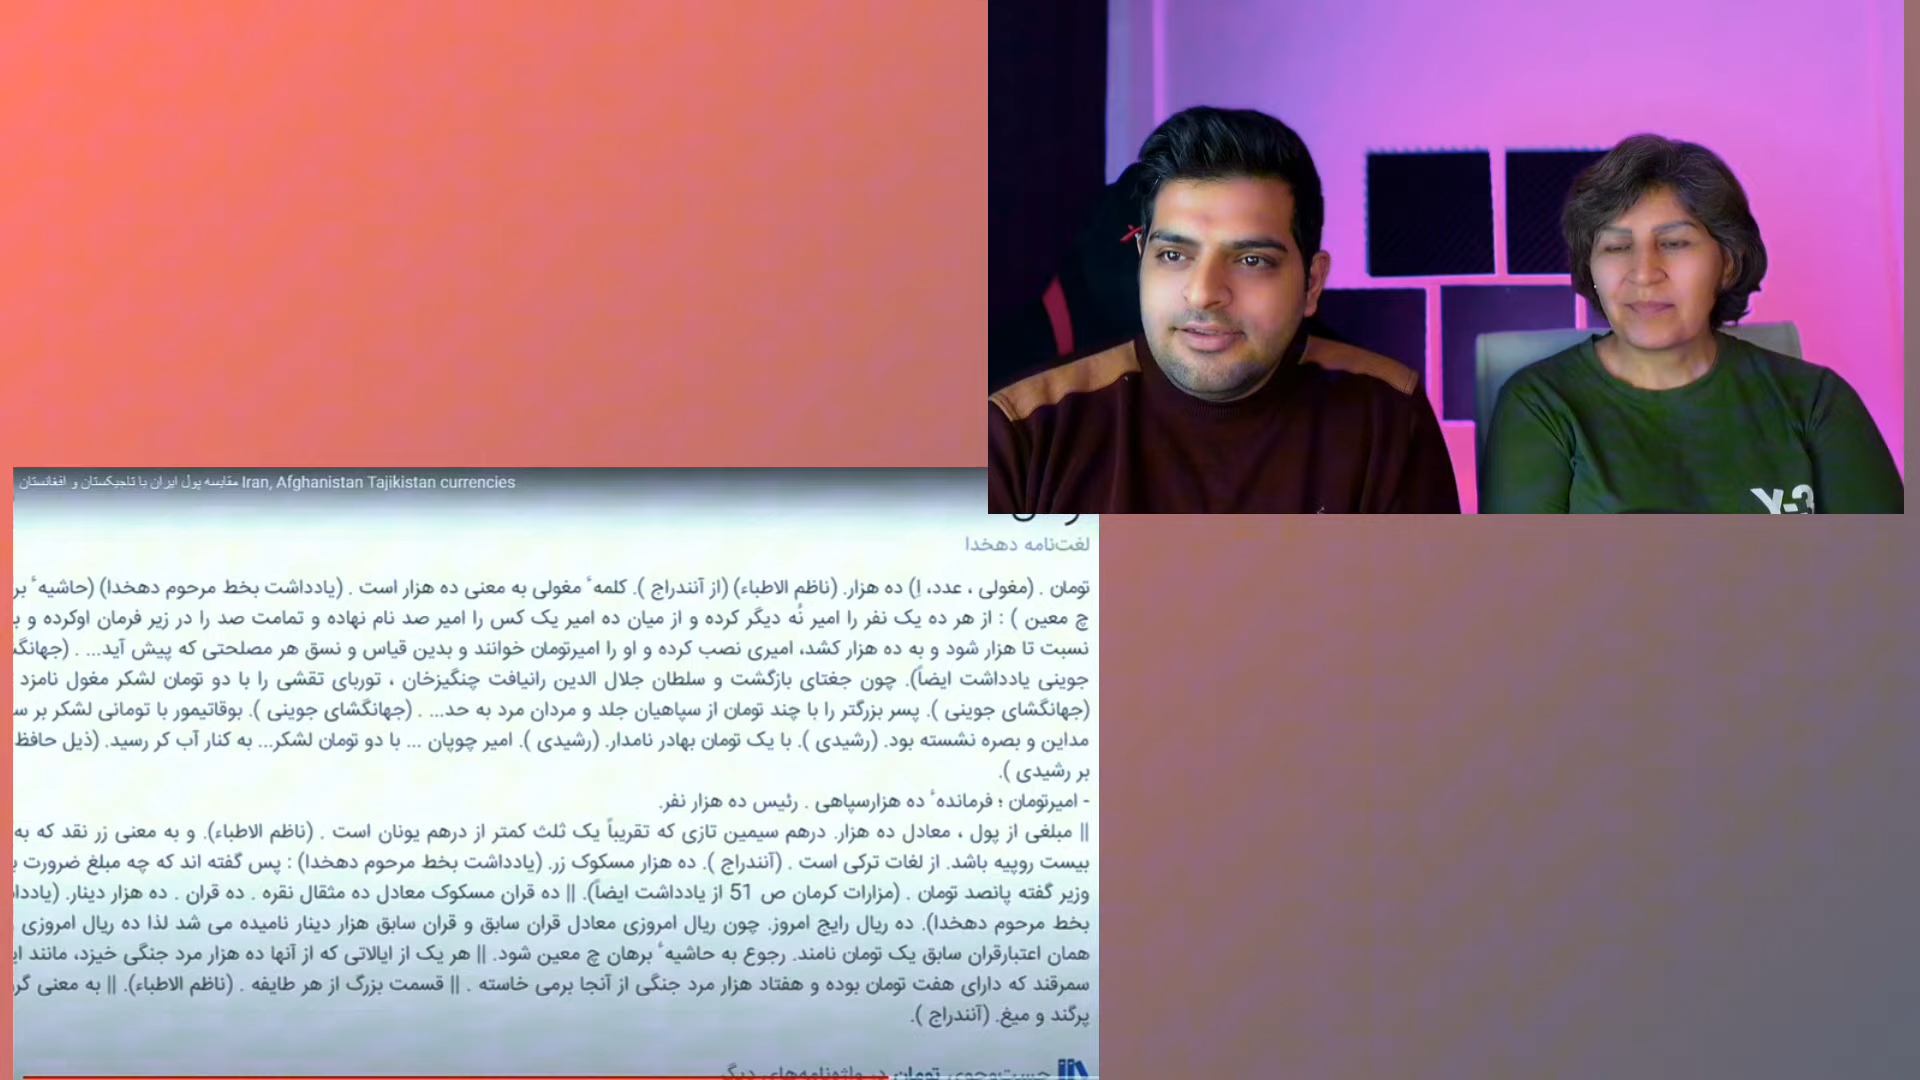 مقایسه پول ایران با تاجیکستان و افغانستان Iran, Afghanistan Tajikistan currencies
لغت‌نامه دهخدا
تومان . (مغولی ، عدد، اِ) ده هزار. (ناظم الاطباء) (از آنندراج ). کلمه ٔ مغولی به معنی ده هزار است . (یادداشت بخط مرحوم دهخدا) (حاشیه ٔ بر
چ معین ) : از هر ده یک نفر را امیر نُه دیگر کرده و از میان ده امیر یک کس را امیر صد نام نهاده و تمامت صد را در زیر فرمان اوکرده و
نسبت تا هزار شود و به ده هزار کشد، امیری نصب کرده و او را امیرتومان خوانند و بدین قیاس و نسق هر مصلحتی که پیش آید... . (جهانگ
جوینی یادداشت ایضاً). چون جغتای بازگشت و سلطان جلال الدین رانیافت چنگیزخان ، توربای تقشی را با دو تومان لشکر مغول نامزد
(جهانگشای جوینی ). پسر بزرگتر را با چند تومان از سپاهیان جلد و مردان مرد به حد... . (جهانگشای جوینی ). بوقاتیمور با تومانی لشکر بر س
مداین و بصره نشسته بود. (رشیدی ). با یک تومان بهادر نامدار. (رشیدی ). امیر چوپان ... با دو تومان لشکر... به کنار آب کر رسید. (ذیل حافظ
بر رشیدی ).
- امیرتومان ؛ فرمانده ٔ ده هزارسپاهی . رئیس ده هزار نفر.
|| مبلغی از پول ، معادل ده هزار. درهم سیمین تازی که تقریباً یک ثلث کمتر از درهم یونان است . (ناظم الاطباء). و به معنی زر نقد که به
بیست روپیه باشد. از لغات ترکی است . (آنندراج ). ده هزار مسکوک زر. (یادداشت بخط مرحوم دهخدا) : پس گفته اند که چه مبلغ ضرورت
وزیر گفته پانصد تومان . (مزارات کرمان ص 51 از یادداشت ایضاً). || ده قران مسکوک معادل ده مثقال نقره . ده قران . ده هزار دینار. (یاددا
بخط مرحوم دهخدا). ده ریال رایج امروز. چون ریال امروزی معادل قران سابق و قران سابق هزار دینار نامیده می شد لذا ده ریال امروزی
همان اعتبارقران سابق یک تومان نامند. رجوع به حاشیه ٔ برهان چ معین شود. || هر یک از ایالاتی که از آنها ده هزار مرد جنگی خیزد، مانند
سمرقند که دارای هفت تومان بوده و هفتاد هزار مرد جنگی از آنجا برمی خاسته . || قسمت بزرگ از هر طایفه . (ناظم الاطباء). || به معنی
پرگند و میغ. (آنندراج ).
جست‌وجوی تومان در واژه‌نامه‌های دیگر
Y-3